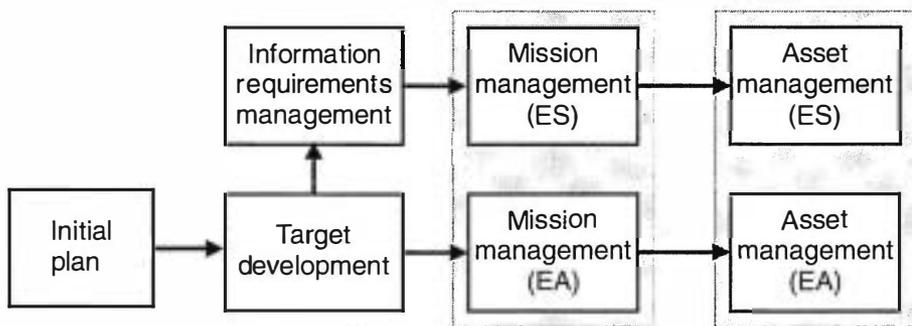 Information
requirements
management
Mission
management
(ES)
Asset
management
(ES)
Initial
plan
Target
development
Mission
management
(EA)
Asset
management
(EA)